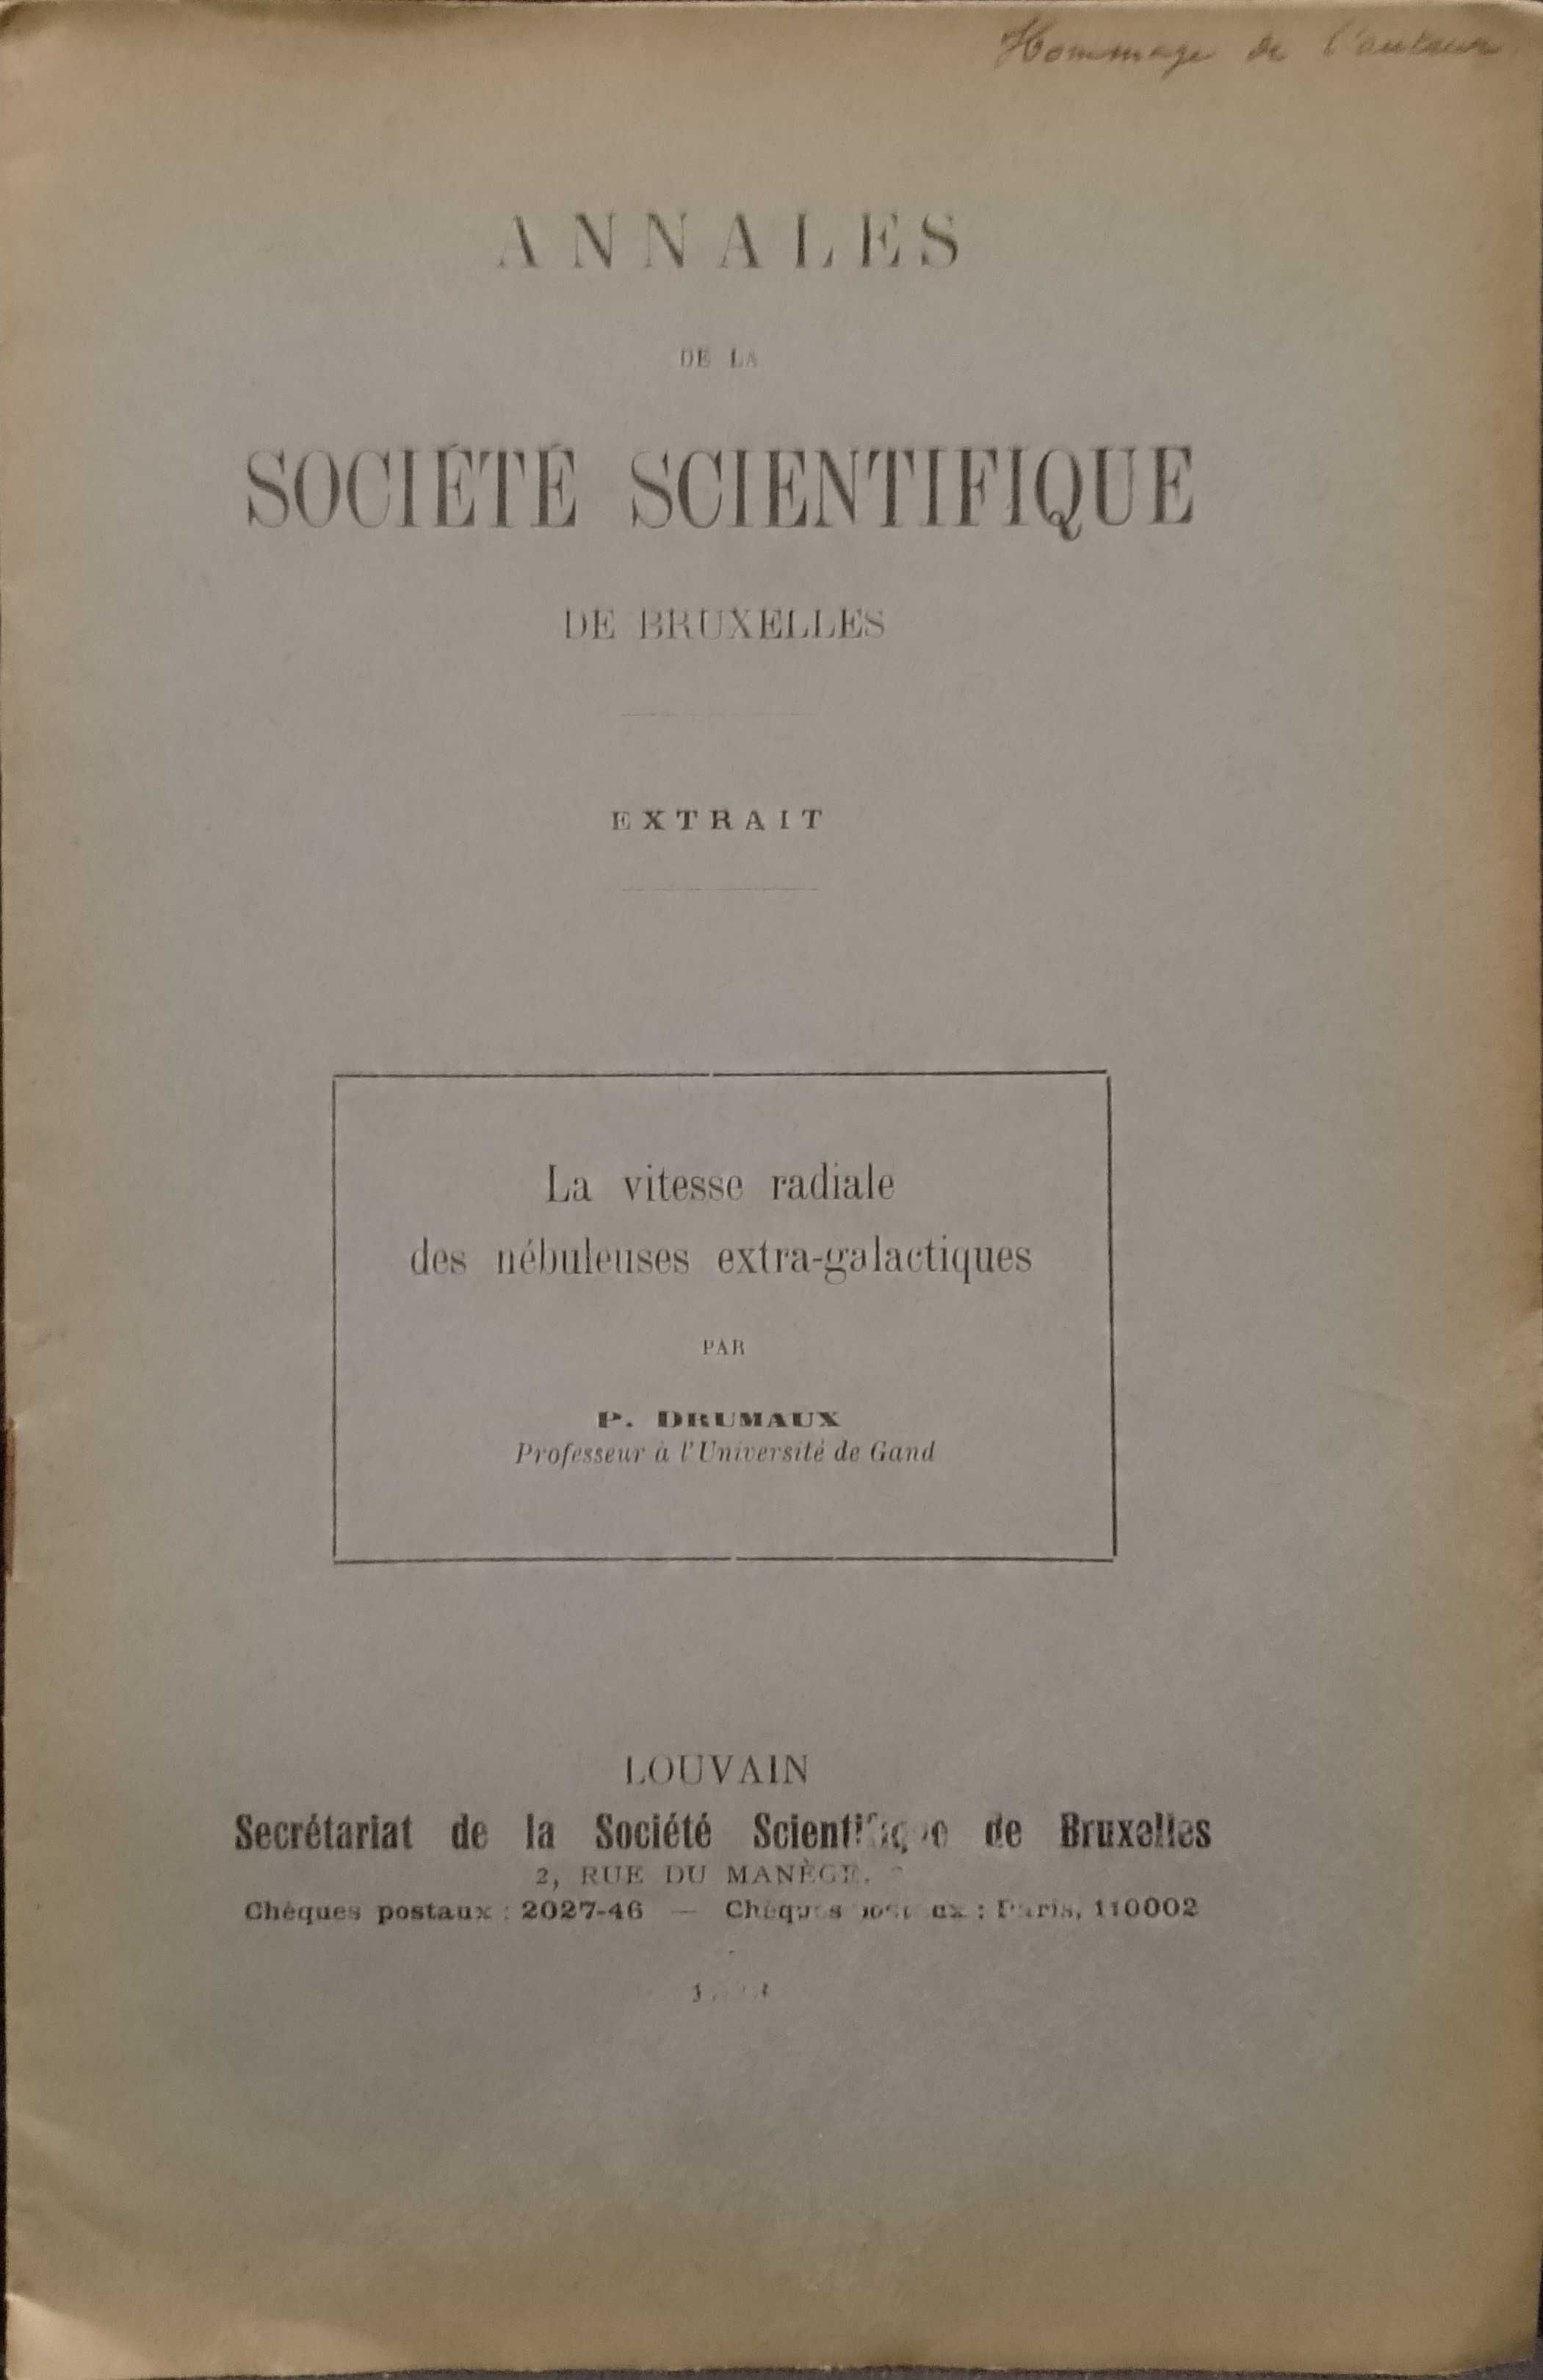 Hommage de l'auteur
ANNALES
DE LA
SOCIÉTÉ SCIENTIFIQUE
DE BRUXELLES
EXTRAIT
La vitesse radiale
des nébuleuses extra-galactiques
PAR
P. DRUMAUX
Professeur à l'Université de Gand
LOUVAIN
Secrétariat de la Société Scientifique de Bruxelles
2, RUE DU MANÈGE,
Chèques postaux : 2027-46 — Chèques postaux : Paris, 110002